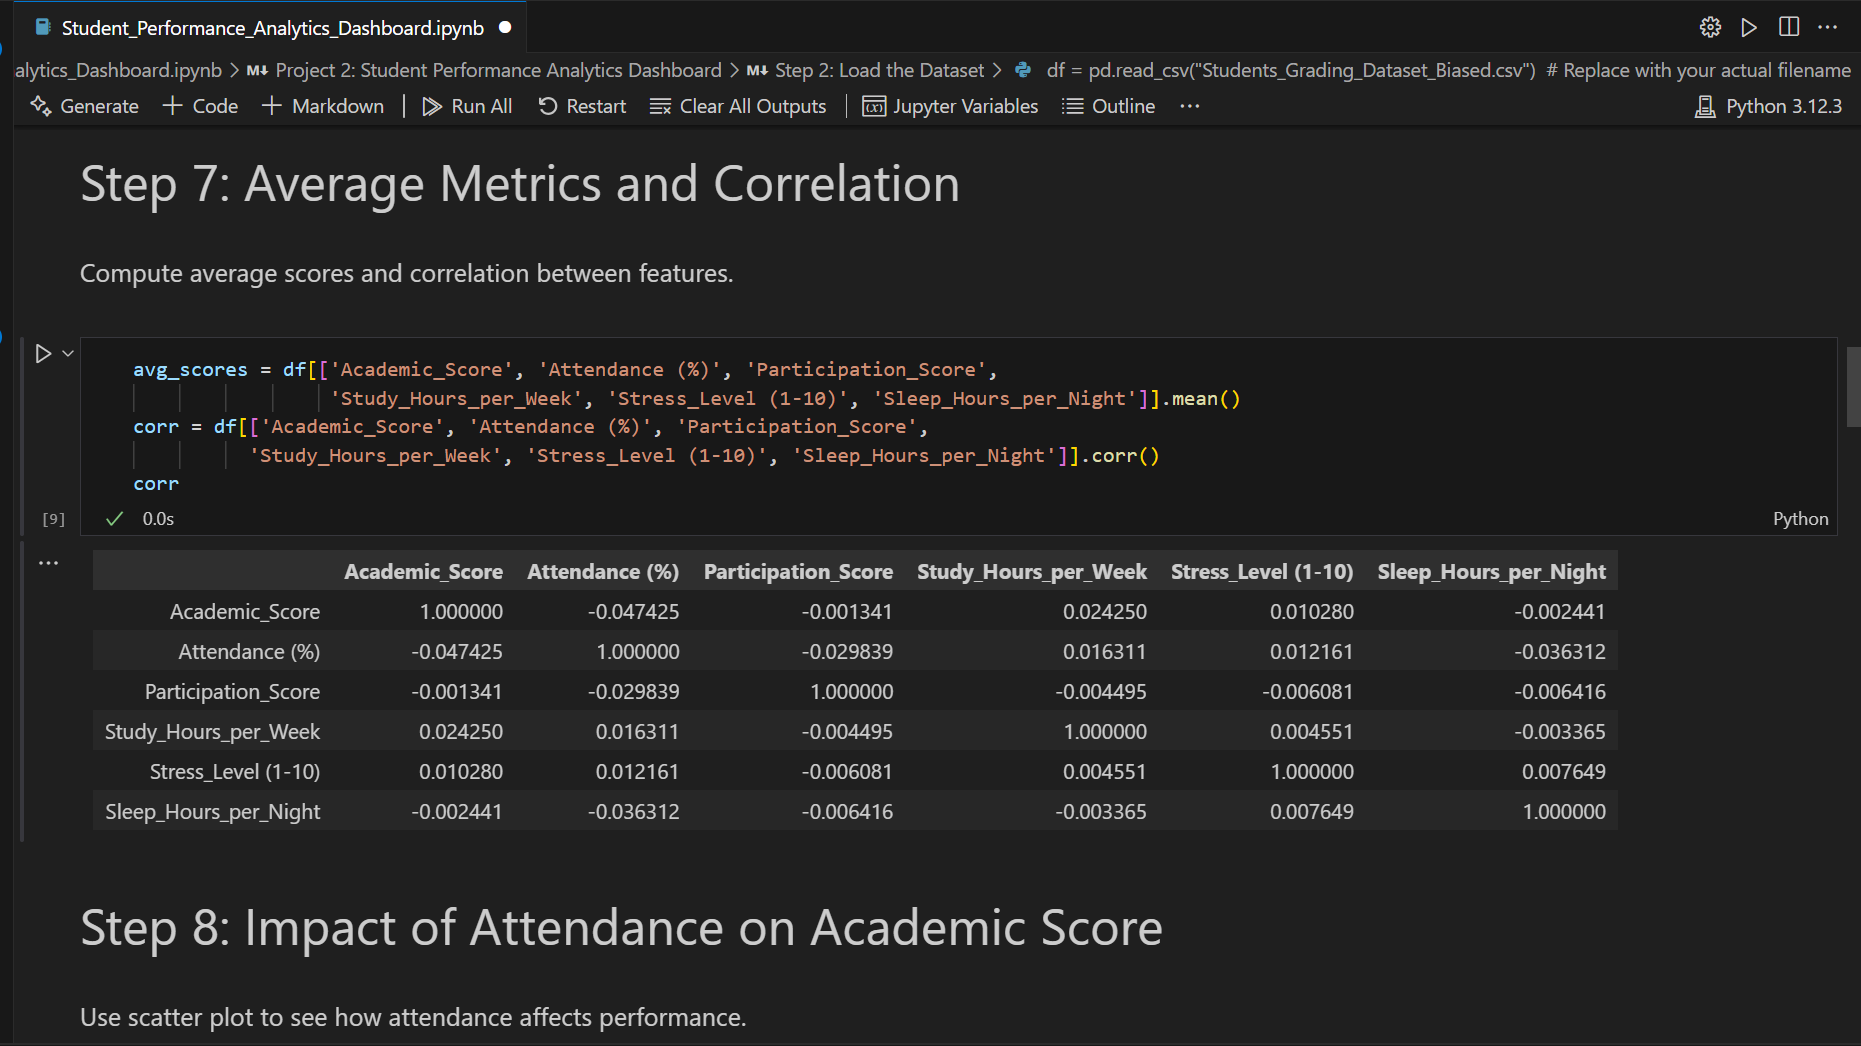 Student_Performance_Analytics_Dashboard.ipynb
alytics_Dashboard.ipynb > M↓ Project 2: Student Performance Analytics Dashboard > M↓ Step 2: Load the Dataset > df = pd.read_csv("Students_Grading_Dataset_Biased.csv") # Replace with your actual filename
Generate + Code + Markdown | Run All Restart Clear All Outputs | Jupyter Variables Outline ... Python 3.12.3
Step 7: Average Metrics and Correlation
Compute average scores and correlation between features.
avg_scores = df[['Academic_Score', 'Attendance (%)', 'Participation_Score',
'Study_Hours_per_Week', 'Stress_Level (1-10)', 'Sleep_Hours_per_Night']].mean()
corr = df[['Academic_Score', 'Attendance (%)', 'Participation_Score',
'Study_Hours_per_Week', 'Stress_Level (1-10)', 'Sleep_Hours_per_Night']].corr()
corr
[9] ✓ 0.0s Python
Academic_Score Attendance (%) Participation_Score Study_Hours_per_Week Stress_Level (1-10) Sleep_Hours_per_Night
Academic_Score 1.000000 -0.047425 -0.001341 0.024250 0.010280 -0.002441
Attendance (%) -0.047425 1.000000 -0.029839 0.016311 0.012161 -0.036312
Participation_Score -0.001341 -0.029839 1.000000 -0.004495 -0.006081 -0.006416
Study_Hours_per_Week 0.024250 0.016311 -0.004495 1.000000 0.004551 -0.003365
Stress_Level (1-10) 0.010280 0.012161 -0.006081 0.004551 1.000000 0.007649
Sleep_Hours_per_Night -0.002441 -0.036312 -0.006416 -0.003365 0.007649 1.000000
Step 8: Impact of Attendance on Academic Score
Use scatter plot to see how attendance affects performance.